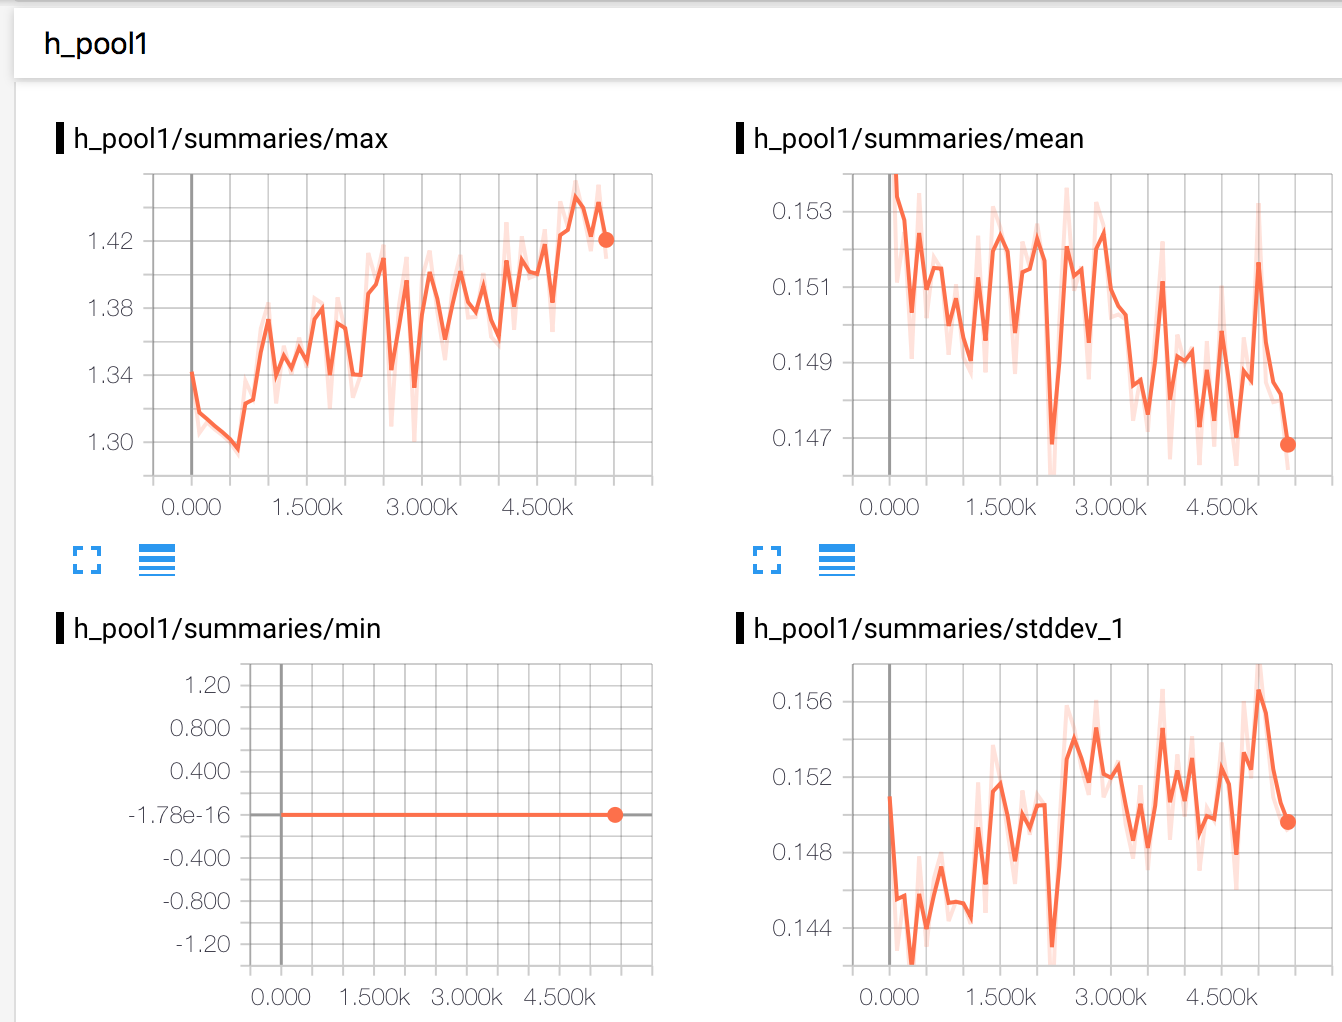 h_pool1
h_pool1/summaries/max
1.42
1.38
1.34
1.30
0.000 1.500k 3.000k 4.500k
h_pool1/summaries/mean
0.153
0.151
0.149
0.147
0.000 1.500k 3.000k 4.500k
h_pool1/summaries/min
1.20
0.800
0.400
-1.78e-16
-0.400
-0.800
-1.20
0.000 1.500k 3.000k 4.500k
h_pool1/summaries/stddev_1
0.156
0.152
0.148
0.144
0.000 1.500k 3.000k 4.500k